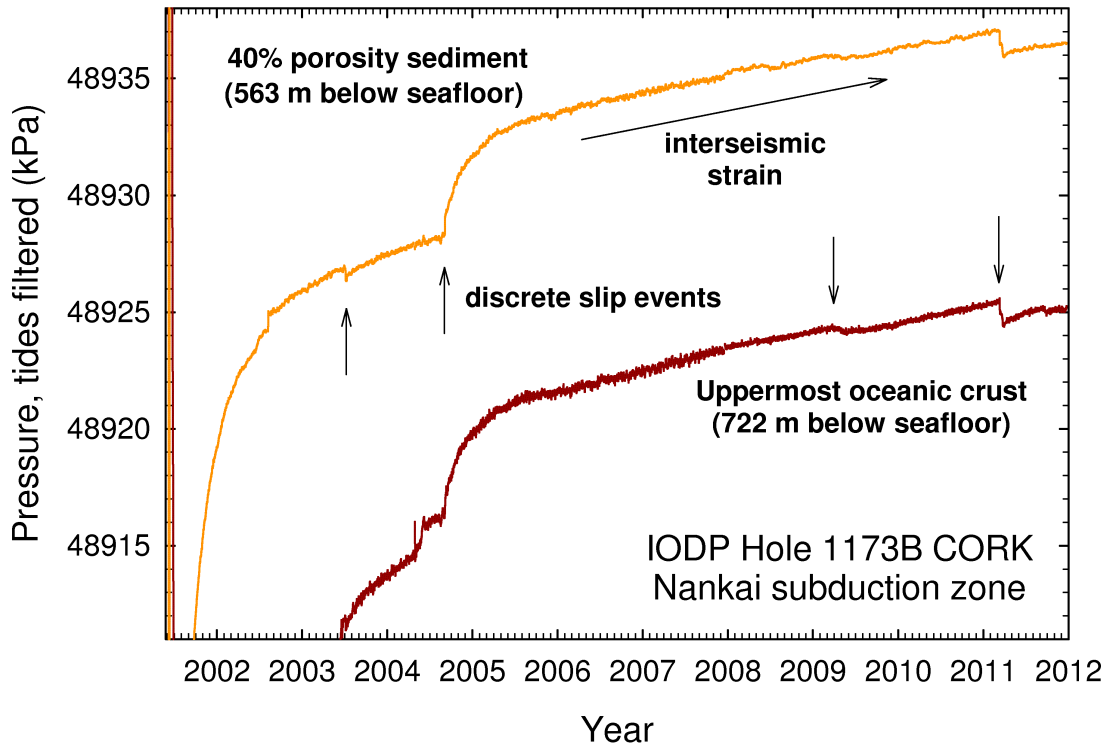 40% porosity sediment
(563 m below seafloor)
interseismic
strain
discrete slip events
Uppermost oceanic crust
(722 m below seafloor)
IODP Hole 1173B CORK
Nankai subduction zone
Pressure, tides filtered (kPa)
48935
48930
48925
48920
48915
2002 2003 2004 2005 2006 2007 2008 2009 2010 2011 2012
Year